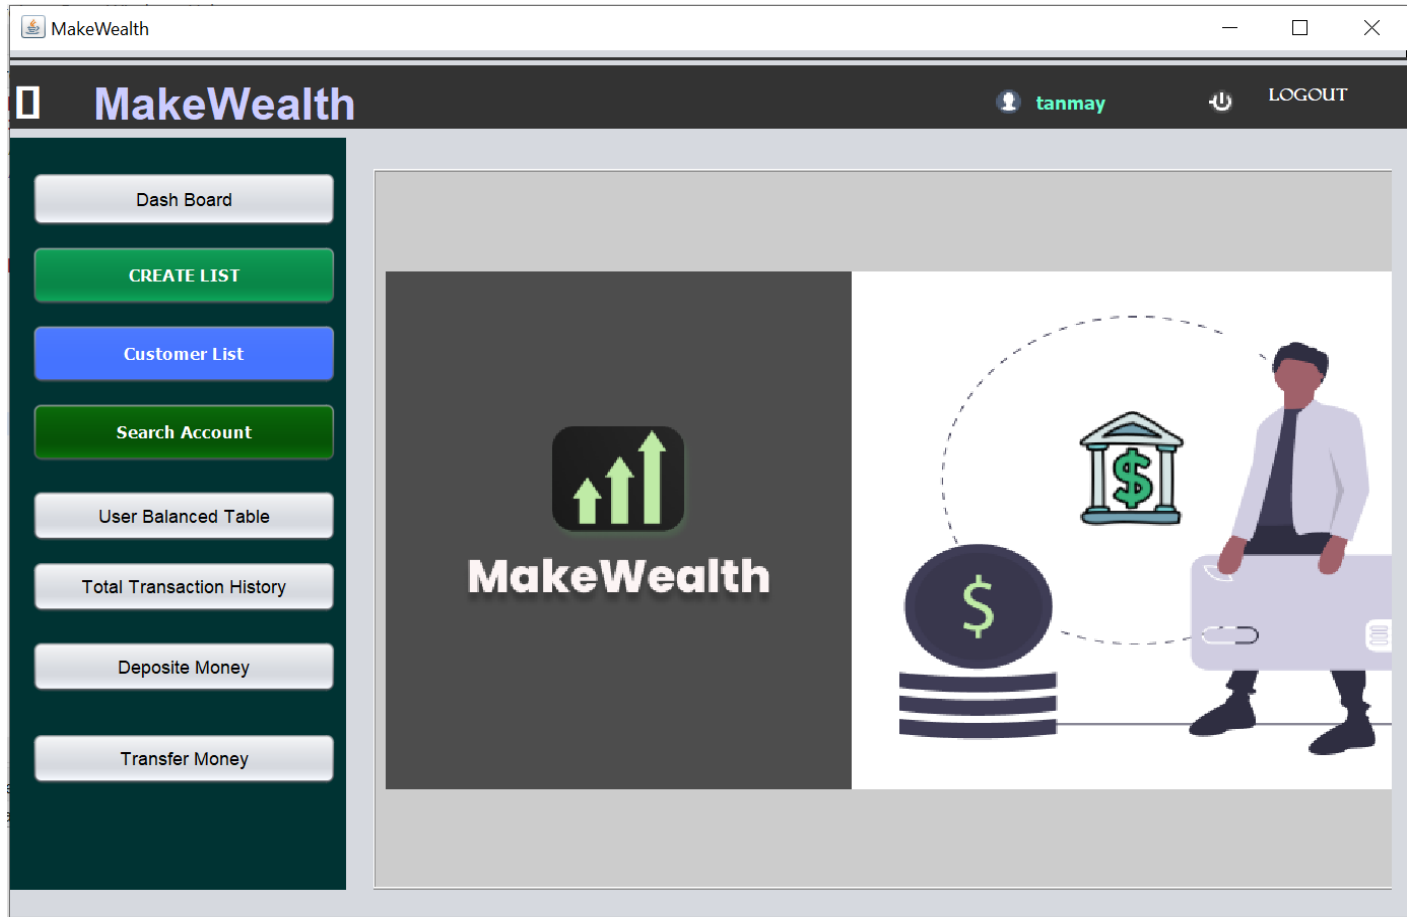 MakeWealth
MakeWealth
tanmay
LOGOUT
Dash Board
CREATE LIST
Customer List
Search Account
User Balanced Table
Total Transaction History
Deposite Money
Transfer Money
MakeWealth
$
$